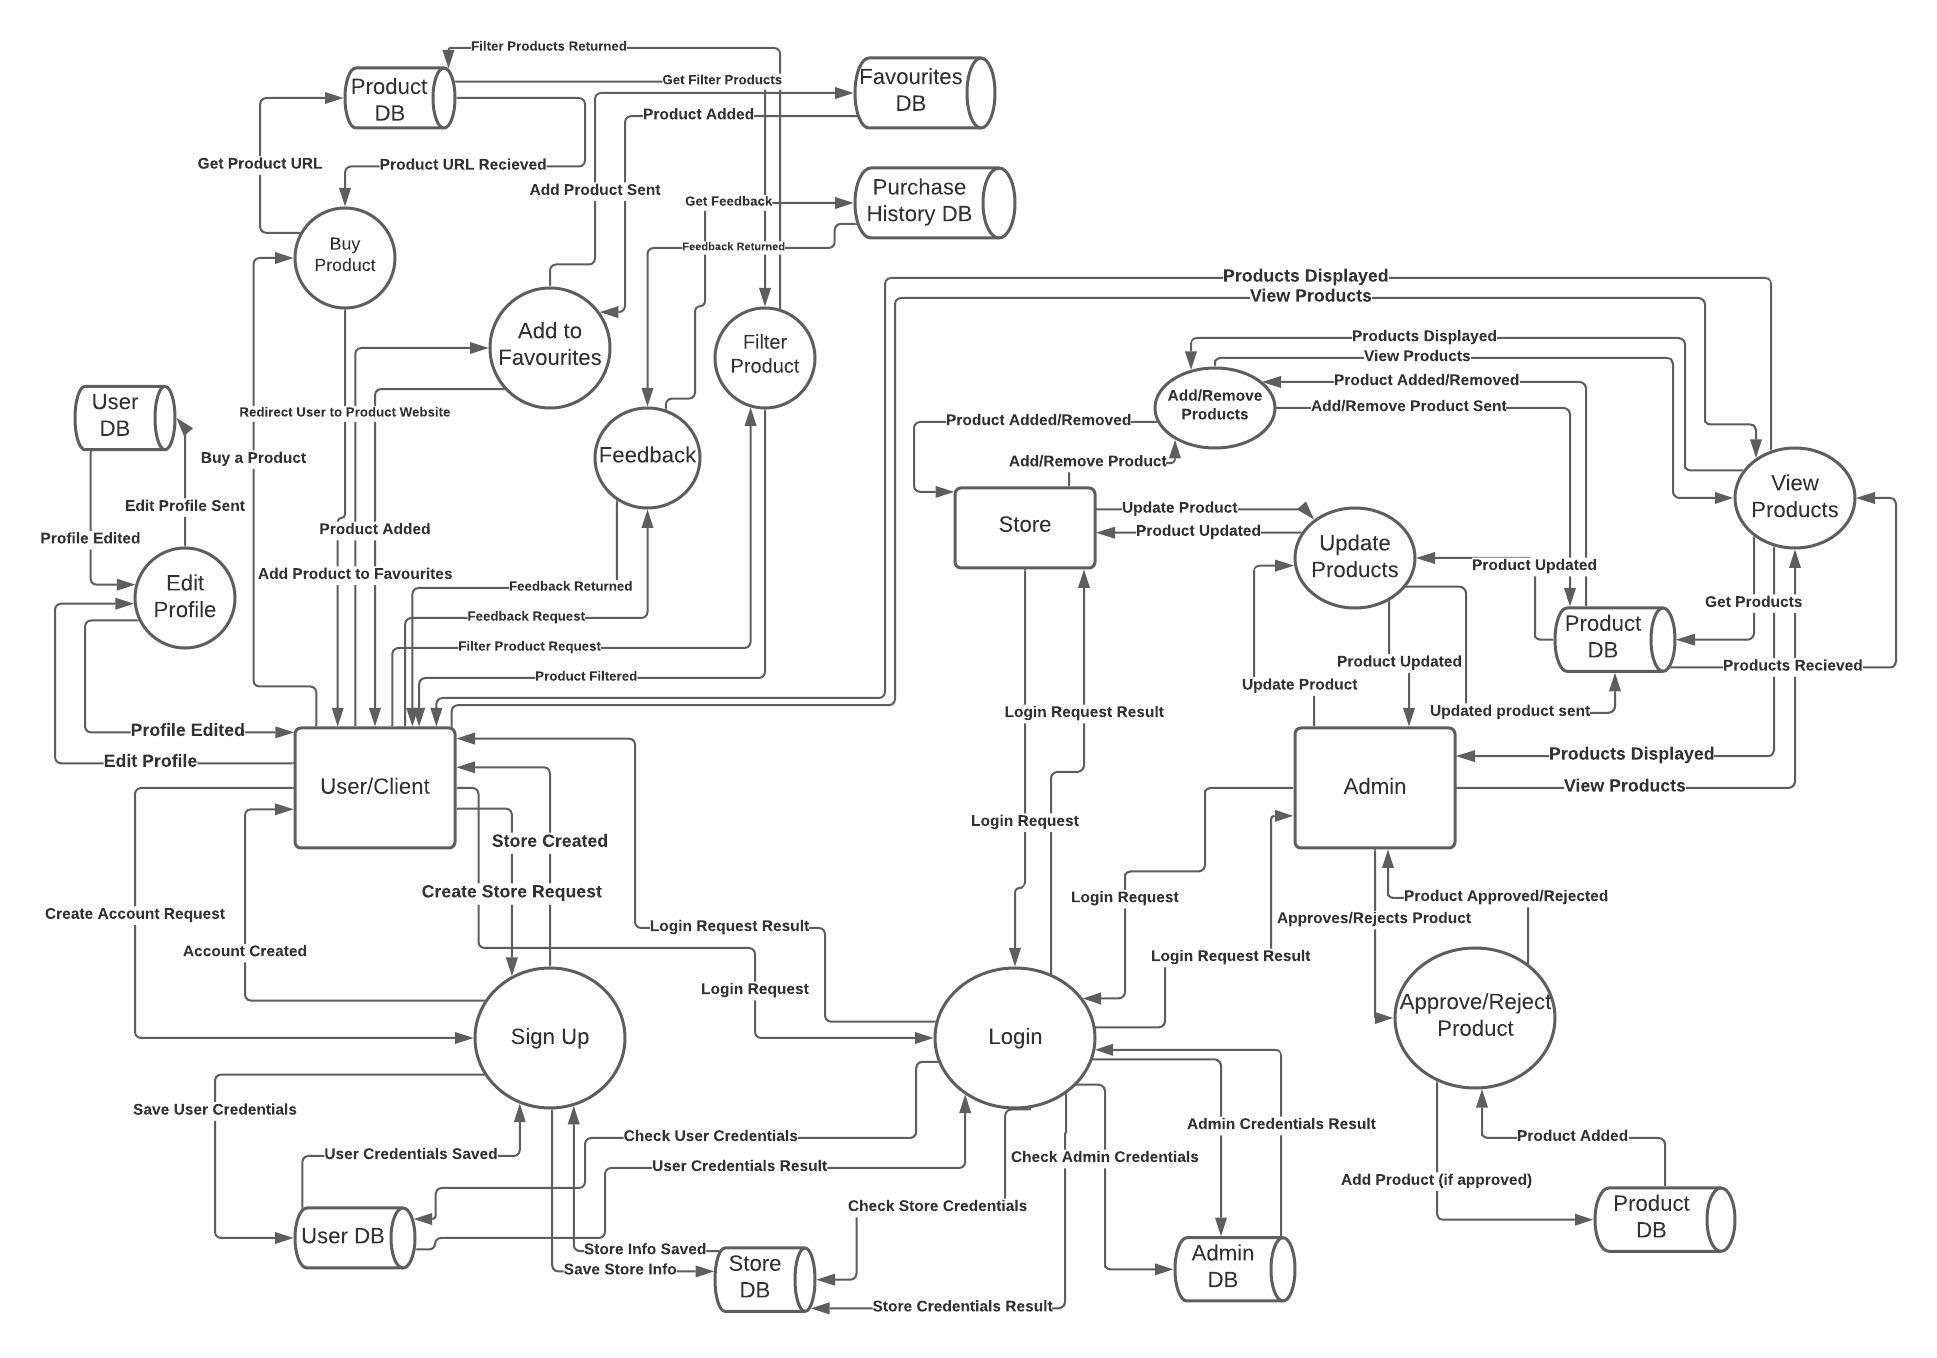 Filter Products Returned
Product
DB
Get Filter Products
Favourites
DB
Product Added
Get Product URL
Product URL Recieved
Add Product Sent
Get Feedback
Purchase
History DB
Feedback Returned
Buy
Product
Products Displayed
View Products
Add to
Favourites
Filter
Product
Products Displayed
View Products
Product Added/Removed
Add/Remove
Products
Add/Remove Product Sent
User
DB
Redirect User to Product Website
Product Added/Removed
Buy a Product
Feedback
Add/Remove Product
View
Products
Edit Profile Sent
Update Product
Store
Product Added
Product Updated
Profile Edited
Update
Products
Product Updated
Add Product to Favourites
Edit
Profile
Feedback Returned
Get Products
Feedback Request
Product
DB
Filter Product Request
Product Updated
Products Recieved
Product Filtered
Update Product
Login Request Result
Updated product sent
Profile Edited
Products Displayed
Edit Profile
User/Client
Admin
View Products
Login Request
Store Created
Create Store Request
Login Request
Product Approved/Rejected
Create Account Request
Approves/Rejects Product
Login Request Result
Account Created
Login Request Result
Login Request
Approve/Reject
Product
Sign Up
Login
Save User Credentials
Admin Credentials Result
Check User Credentials
Product Added
User Credentials Saved
Check Admin Credentials
User Credentials Result
Add Product (if approved)
Check Store Credentials
Product
DB
User DB
Store Info Saved
Admin
DB
Save Store Info
Store
DB
Store Credentials Result